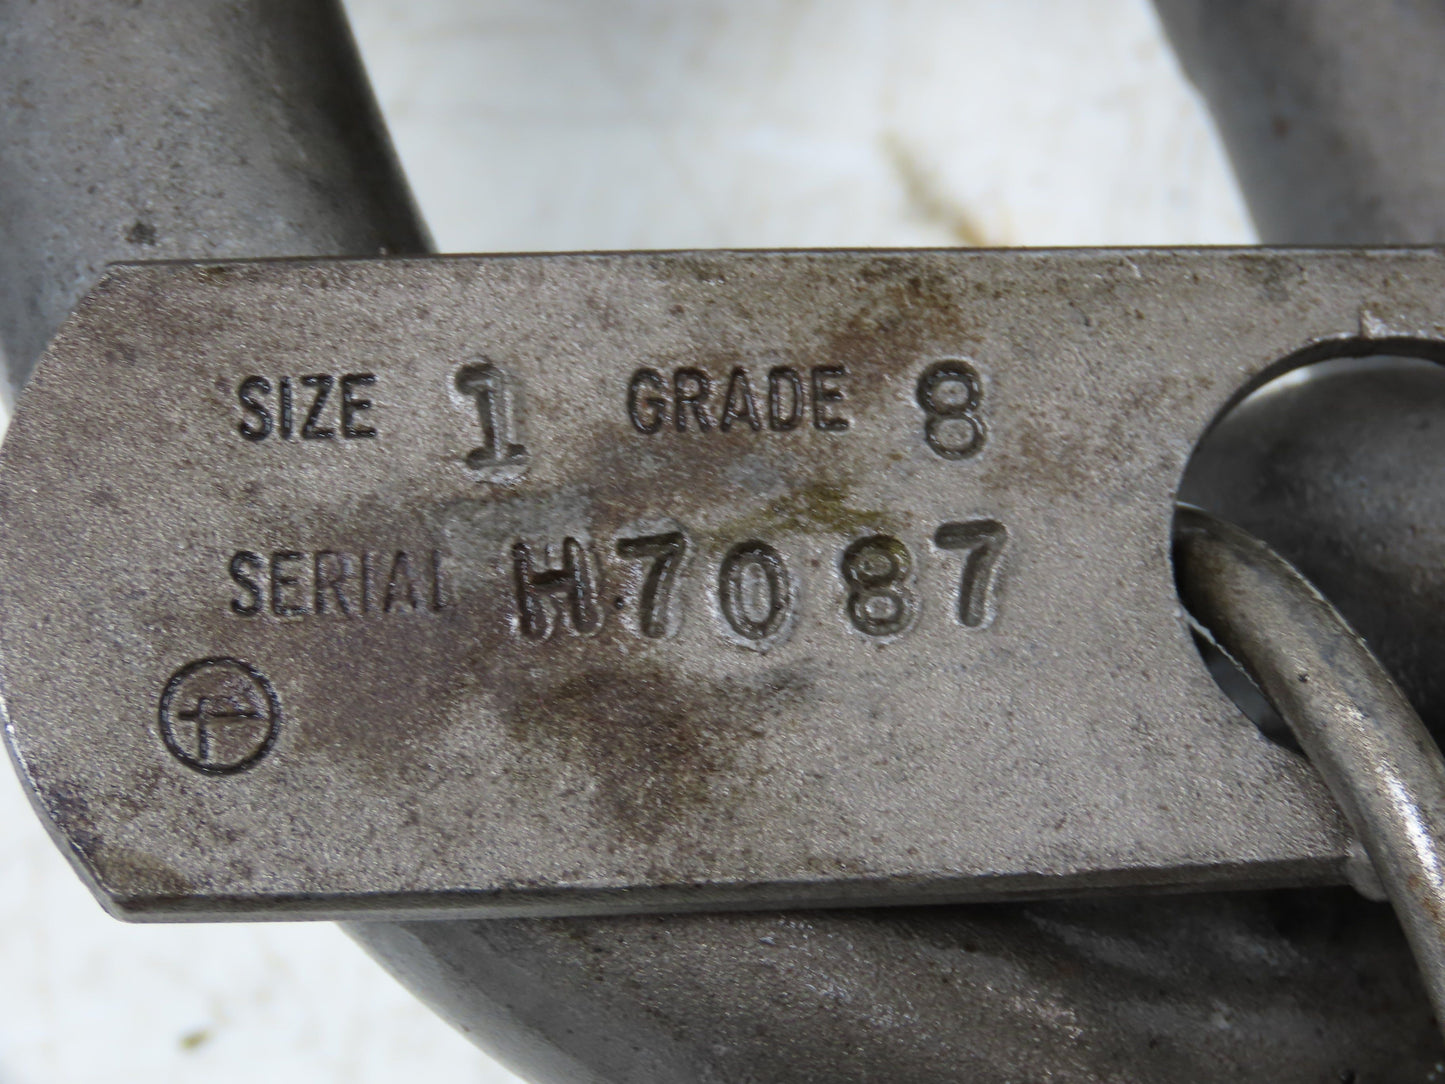 SIZE 1 GRADE 8
SERIAL H7087